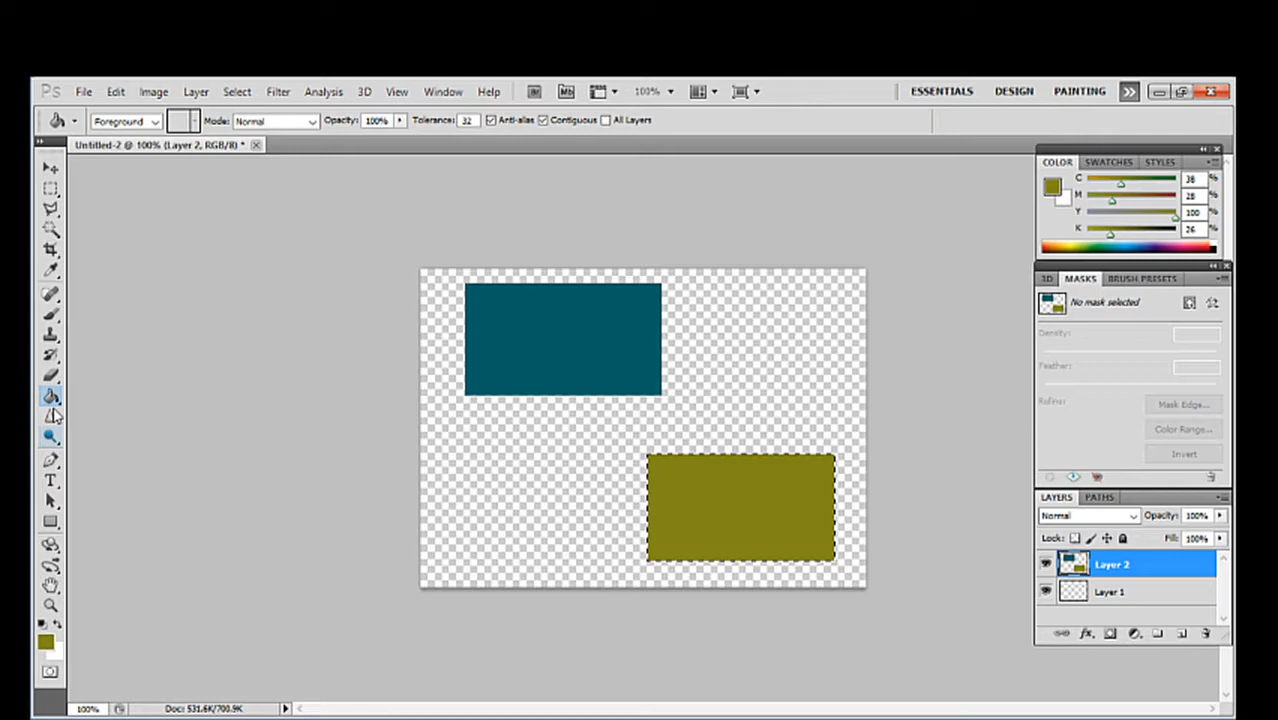 Ps File Edit Image Layer Select Filter Analysis 3D View Window Help Br Mb 100% ESSENTIALS DESIGN PAINTING
Foreground Mode: Normal Opacity: 100% Tolerance: 32 Anti-alias Contiguous All Layers
Untitled-2 @ 100% (Layer 2, RGB/8) *
COLOR SWATCHES STYLES
C 38 %
M 28 %
Y 100 %
K 26 %
3D MASKS BRUSH PRESETS
No mask selected
Density:
Feather:
Refine: Mask Edge...
Color Range...
Invert
LAYERS PATHS
Normal Opacity: 100%
Lock: Fill: 100%
Layer 2
Layer 1
fx
T
100% Doc: 531.6K/700.9K